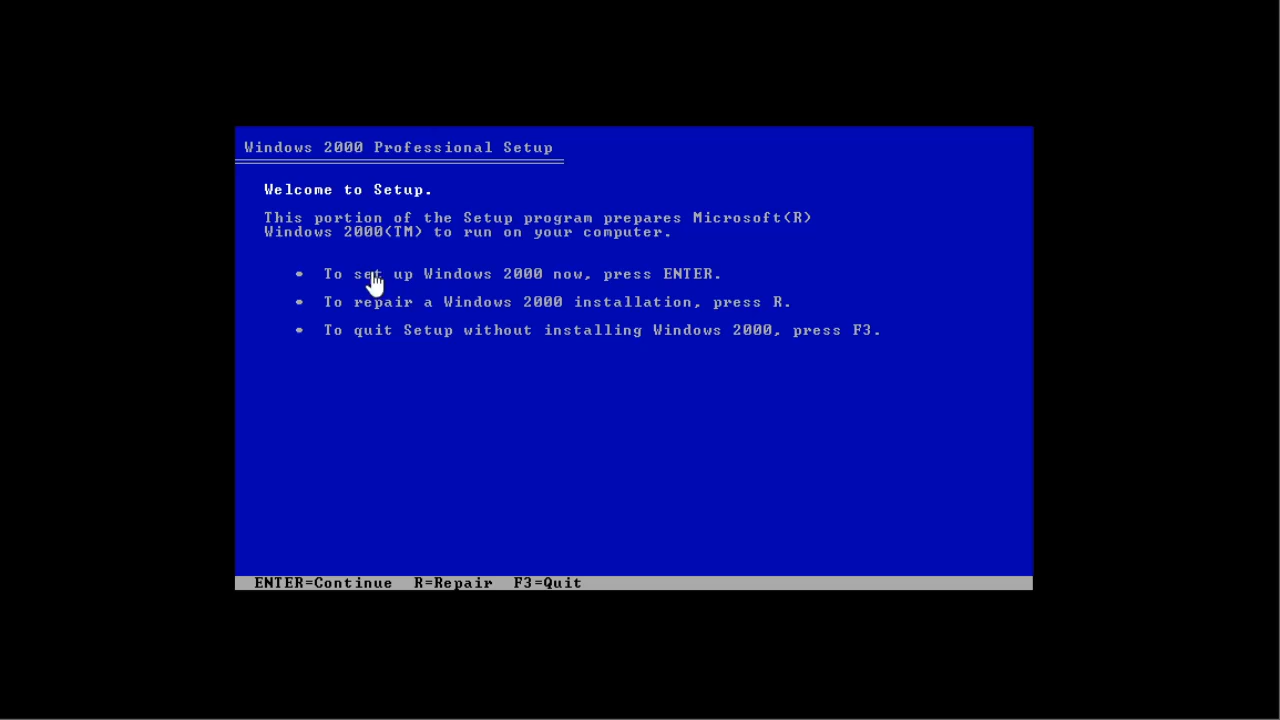 Windows 2000 Professional Setup
Welcome to Setup.
This portion of the Setup program prepares Microsoft(R)
Windows 2000(TM) to run on your computer.
• To set up Windows 2000 now, press ENTER.
• To repair a Windows 2000 installation, press R.
• To quit Setup without installing Windows 2000, press F3.
ENTER=Continue R=Repair F3=Quit